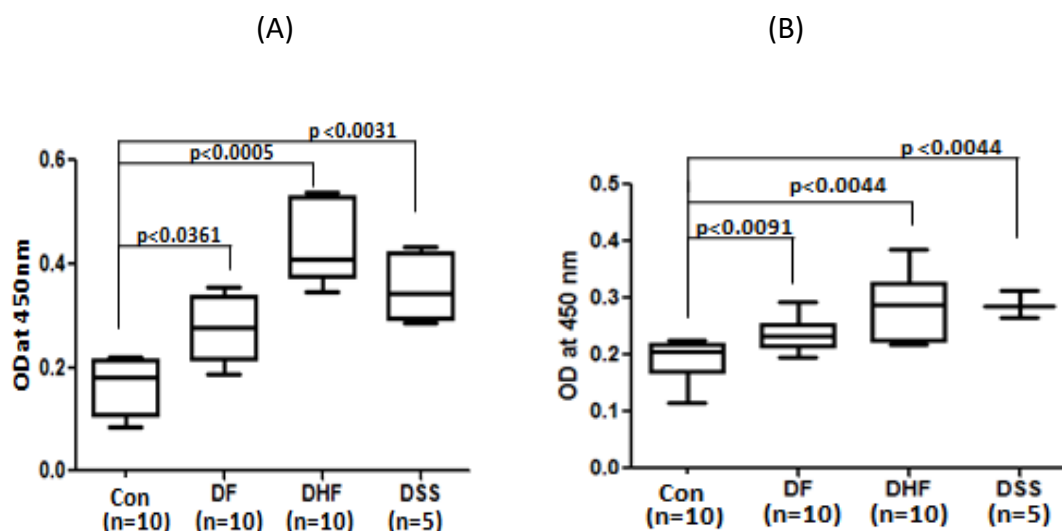 (A)
p <0.0031
p<0.0005
p<0.0361
OD at 450nm
0.6
0.4
0.2
0.0
Con DF DHF DSS
(n=10) (n=10) (n=10) (n=5)
(B)
p <0.0044
p<0.0044
p<0.0091
OD at 450 nm
0.5
0.4
0.3
0.2
0.1
0.0
Con DF DHF DSS
(n=10) (n=10) (n=10) (n=5)